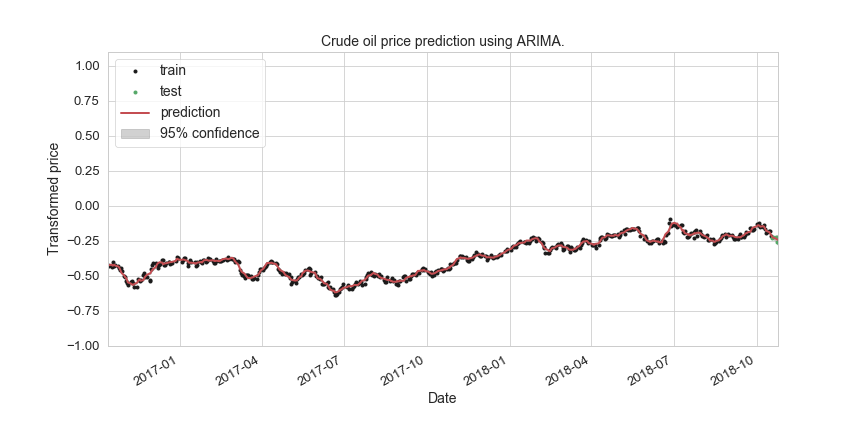 Crude oil price prediction using ARIMA.
1.00
0.75
0.50
0.25
0.00
−0.25
−0.50
−0.75
−1.00
train
test
prediction
95% confidence
Transformed price
2017-01
2017-04
2017-07
2017-10
2018-01
2018-04
2018-07
2018-10
Date